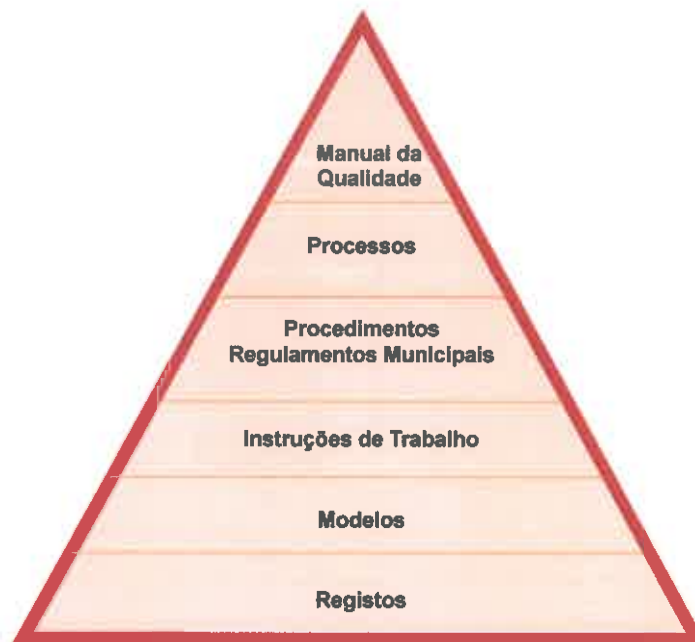 Manual da
Qualidade
Processos
Procedimentos
Regulamentos Municipais
Instruções de Trabalho
Modelos
Registos